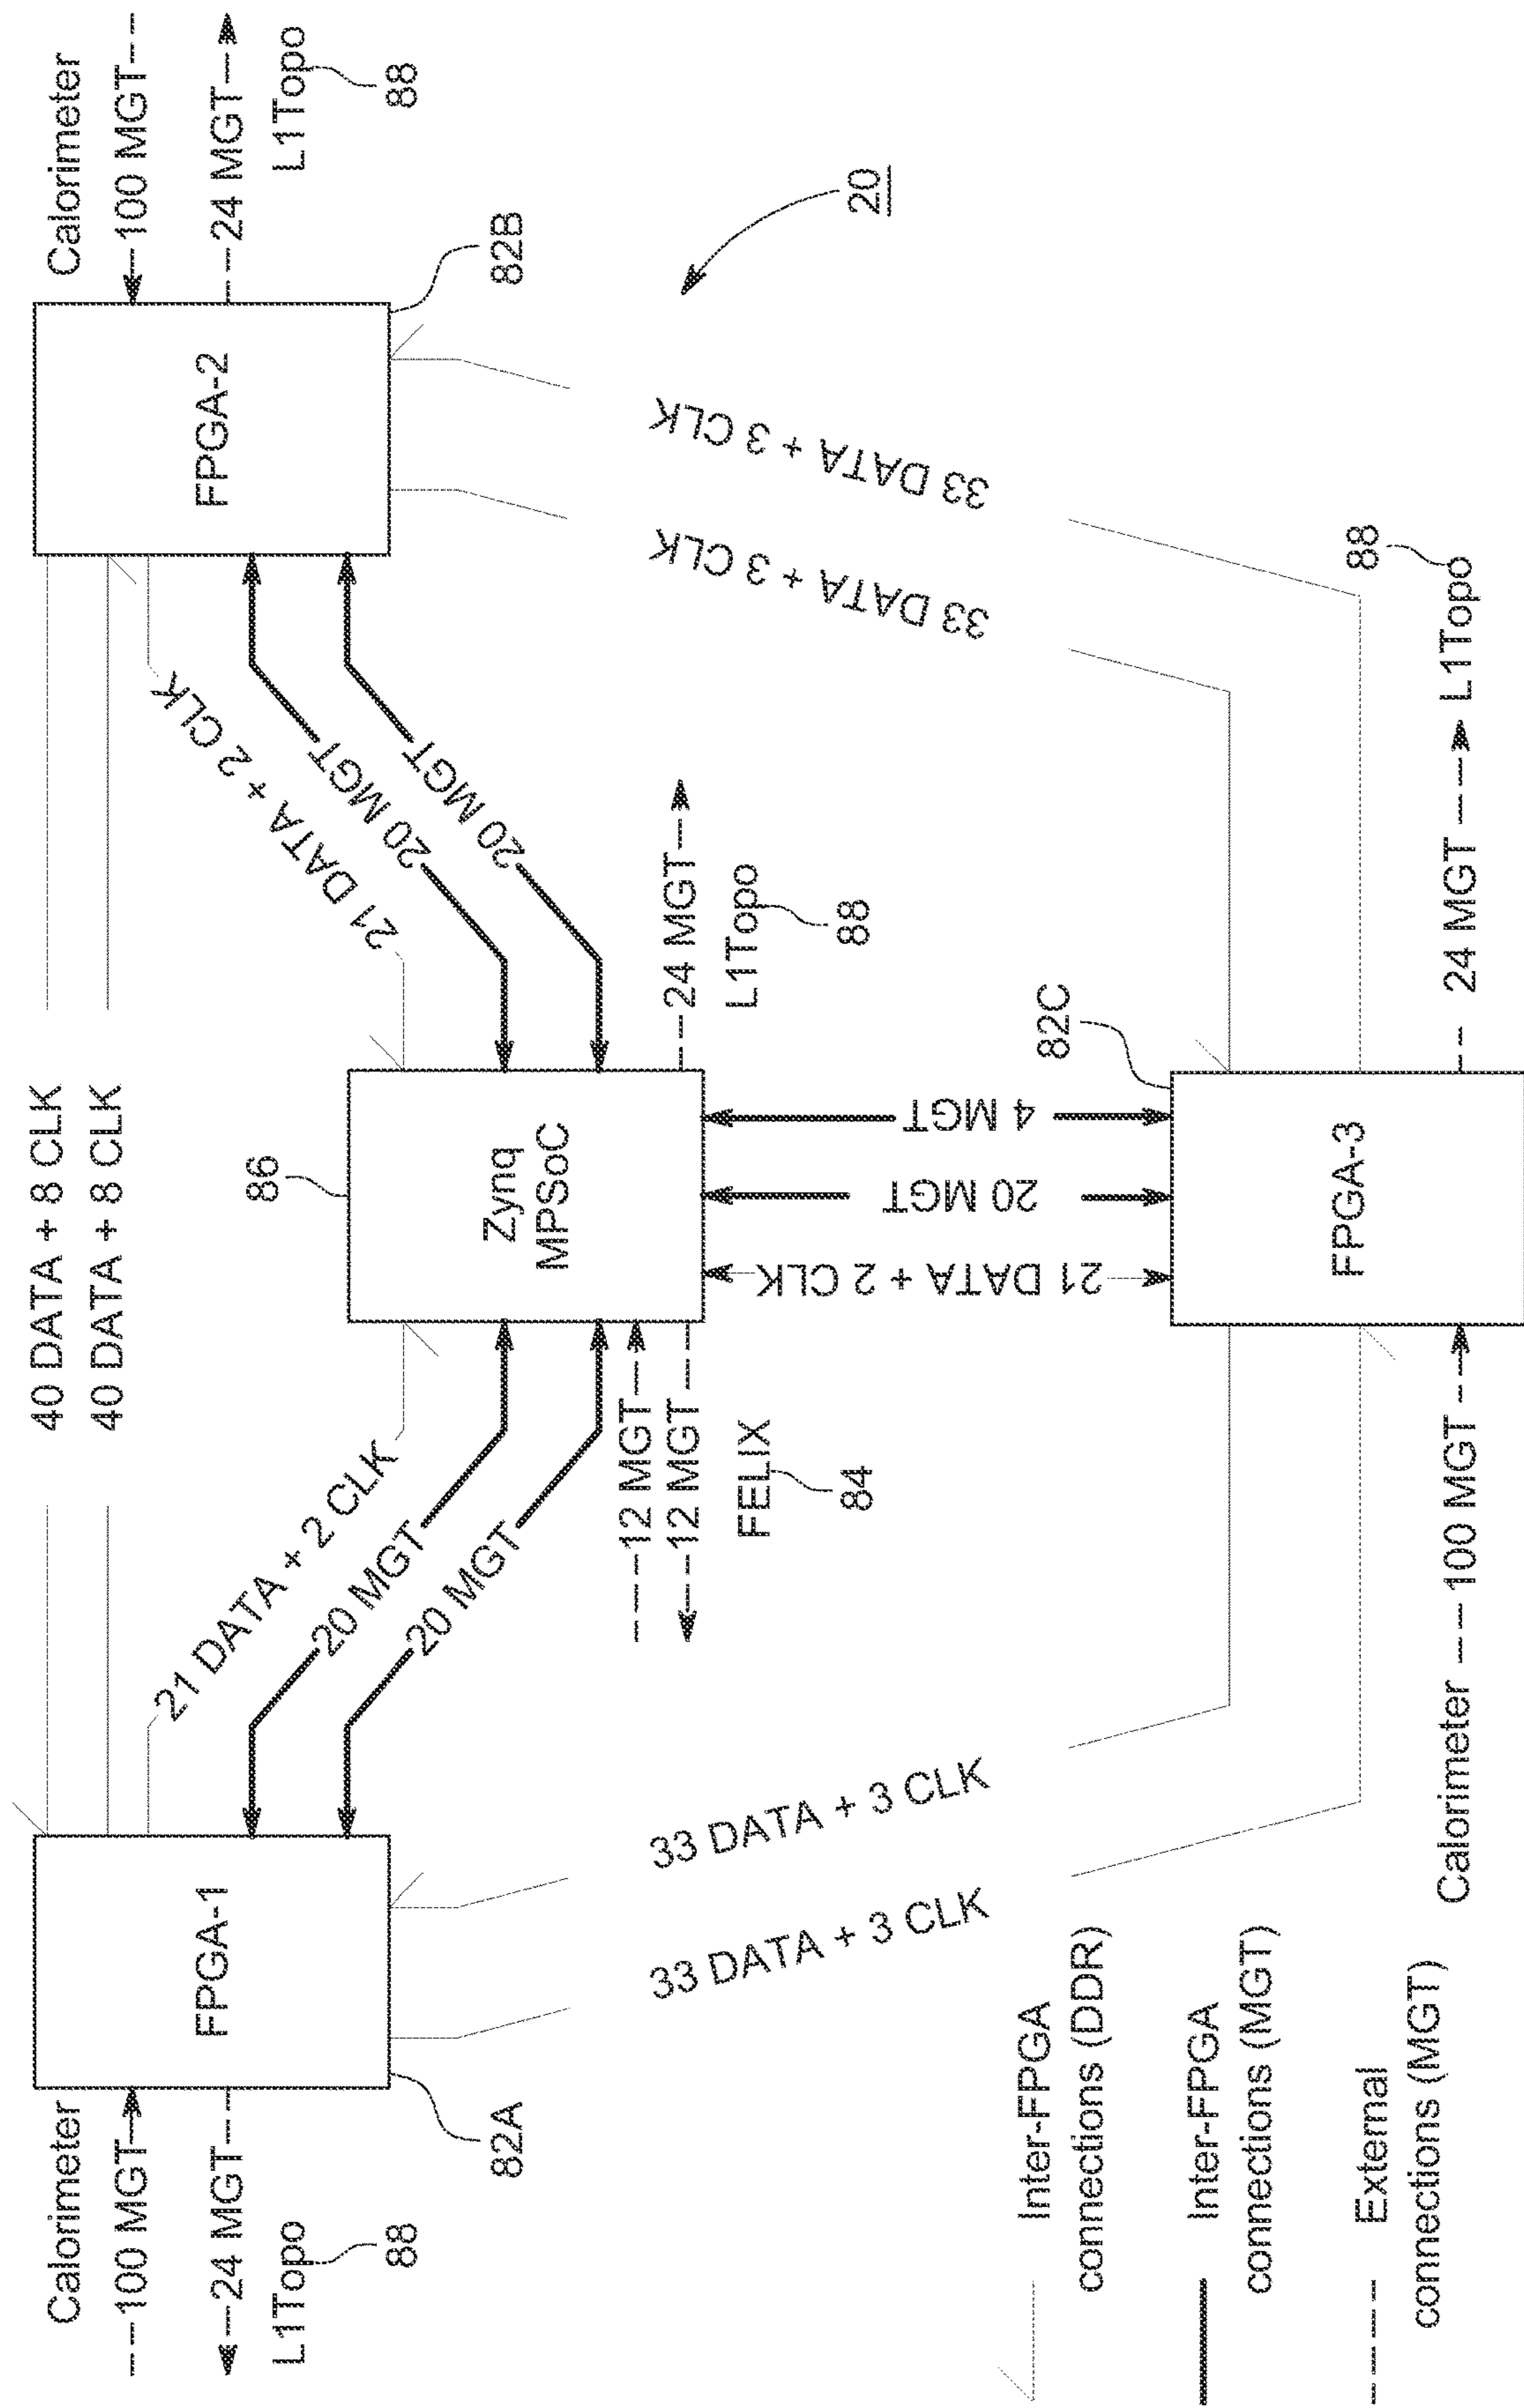 40 DATA + 8 CLK
40 DATA + 8 CLK
Calorimeter
100 MGT
24 MGT
L1Topo
88
FPGA-1
82A
21 DATA + 2 CLK
20 MGT
20 MGT
86
Zynq
MPSoC
12 MGT
12 MGT
FELIX
84
24 MGT
L1Topo
88
21 DATA + 2 CLK
20 MGT
20 MGT
FPGA-2
82B
Calorimeter
100 MGT
24 MGT
L1Topo
88
20
33 DATA + 3 CLK
33 DATA + 3 CLK
21 DATA + 2 CLK
20 MGT
4 MGT
33 DATA + 3 CLK
33 DATA + 3 CLK
82C
FPGA-3
Calorimeter
100 MGT
24 MGT
L1Topo
88
Inter-FPGA
connections (DDR)
Inter-FPGA
connections (MGT)
External
connections (MGT)